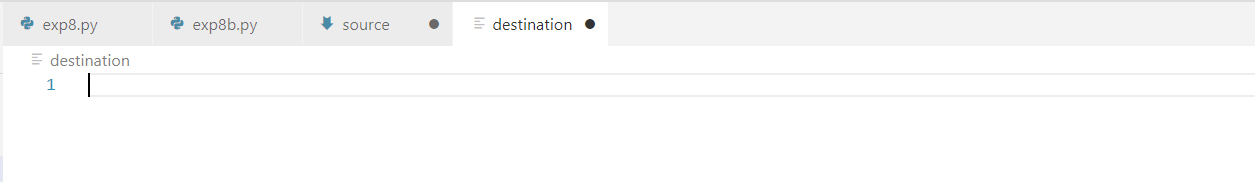 exp8.py exp8b.py source destination
destination
1